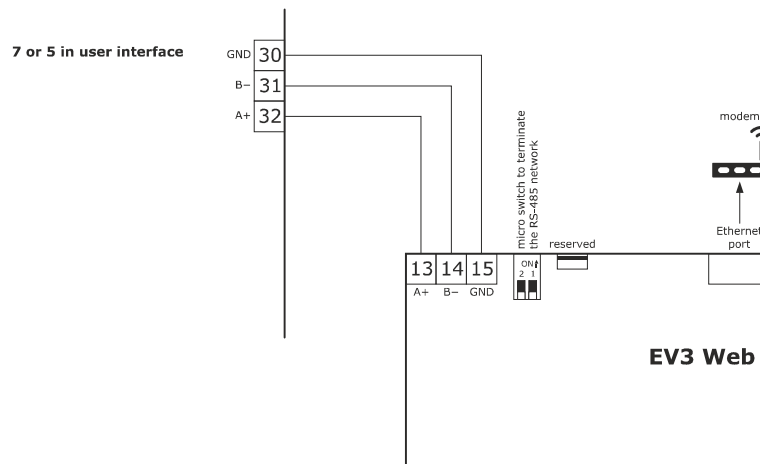 7 or 5 in user interface
GND 30
B− 31
A+ 32
micro switch to terminate
the RS-485 network
modem
Ethernet
port
reserved
13 14 15
A+ B− GND
ON
2 1
EV3 Web